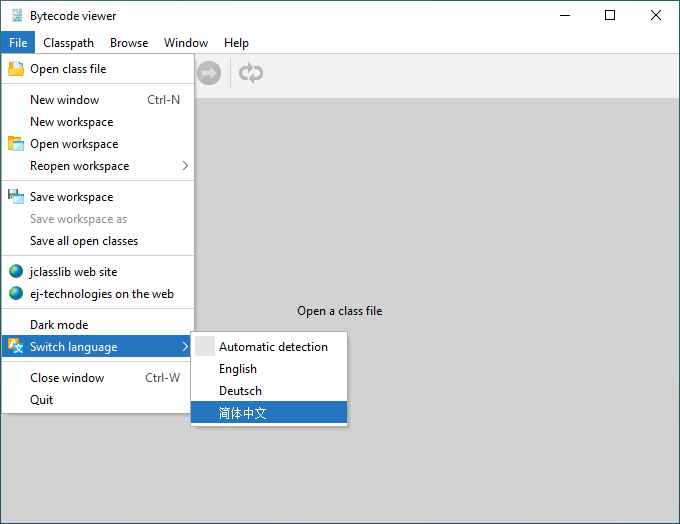 Bytecode viewer
File Classpath Browse Window Help
Open class file
New window Ctrl-N
New workspace
Open workspace
Reopen workspace
Save workspace
Save workspace as
Save all open classes
jclasslib web site
ej-technologies on the web
Open a class file
Dark mode
Switch language
Automatic detection
English
Deutsch
简体中文
Close window Ctrl-W
Quit